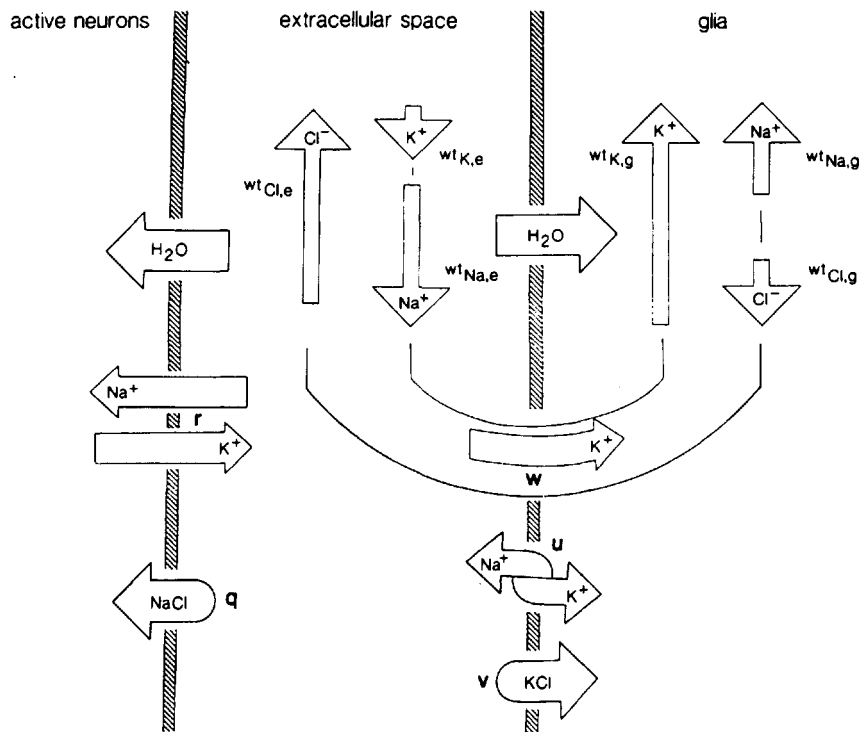 active neurons
extracellular space
glia
Cl⁻
K⁺
K⁺
Na⁺
wtCl,e
wtK,e
wtK,g
wtNa,g
H₂O
H₂O
wtNa,e
wtCl,g
Na⁺
Cl⁻
Na⁺
r
K⁺
K⁺
w
u
Na⁺
K⁺
NaCl
q
v
KCl